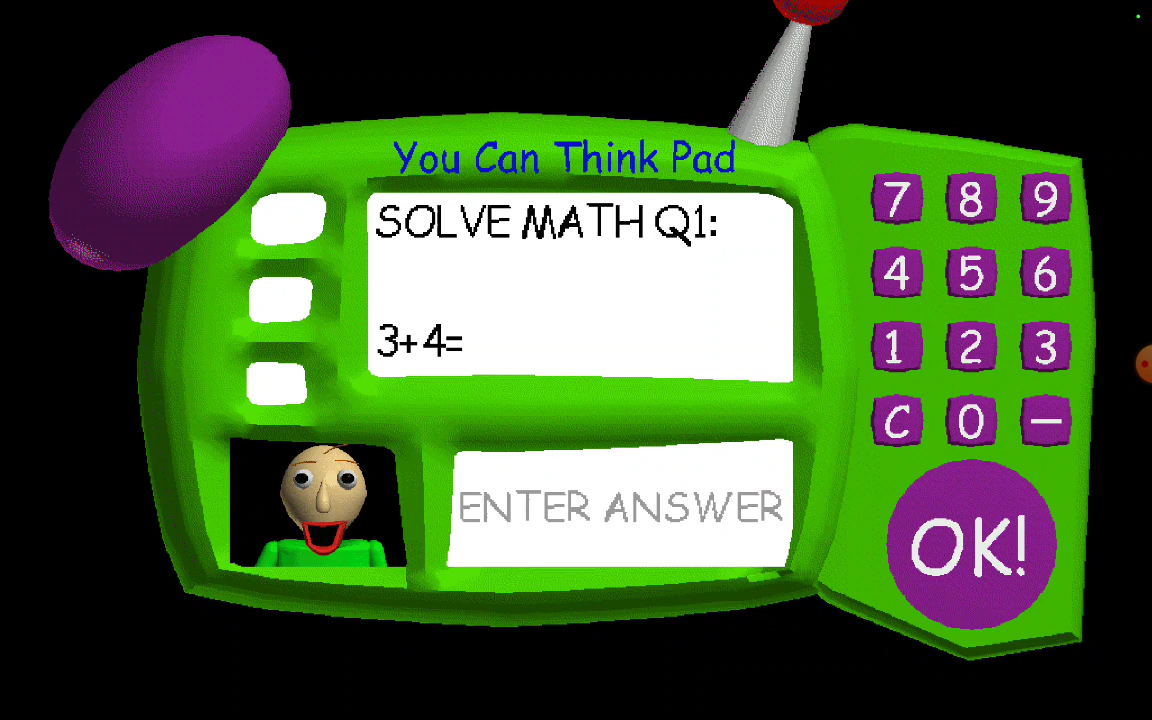 You Can Think Pad
SOLVE MATH Q1:
3+4=
ENTER ANSWER
7 8 9
4 5 6
1 2 3
C 0 −
OK!